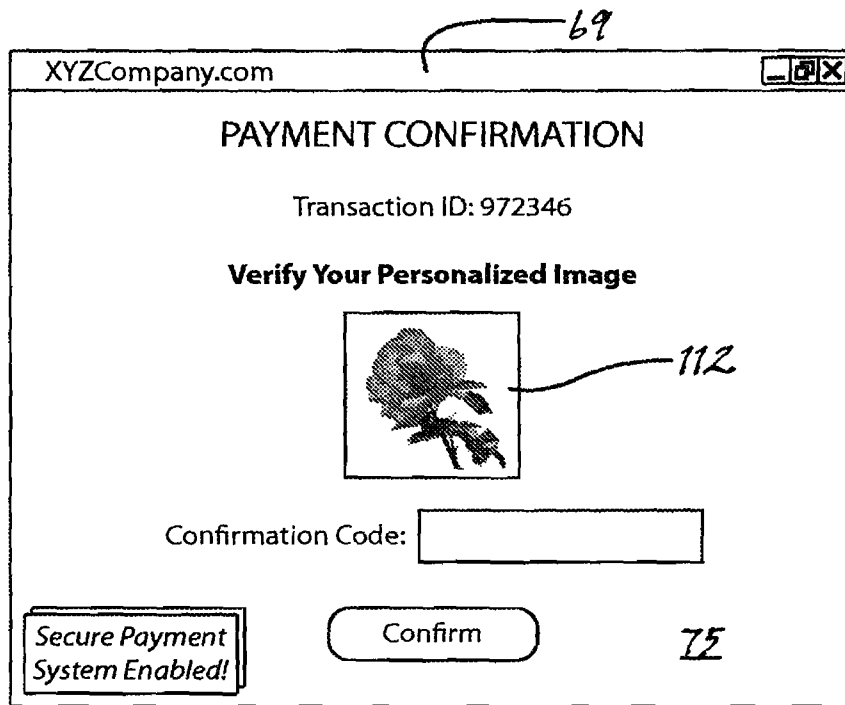 69
XYZCompany.com
PAYMENT CONFIRMATION
Transaction ID: 972346
Verify Your Personalized Image
112
Confirmation Code:
Secure Payment
System Enabled!
Confirm
75